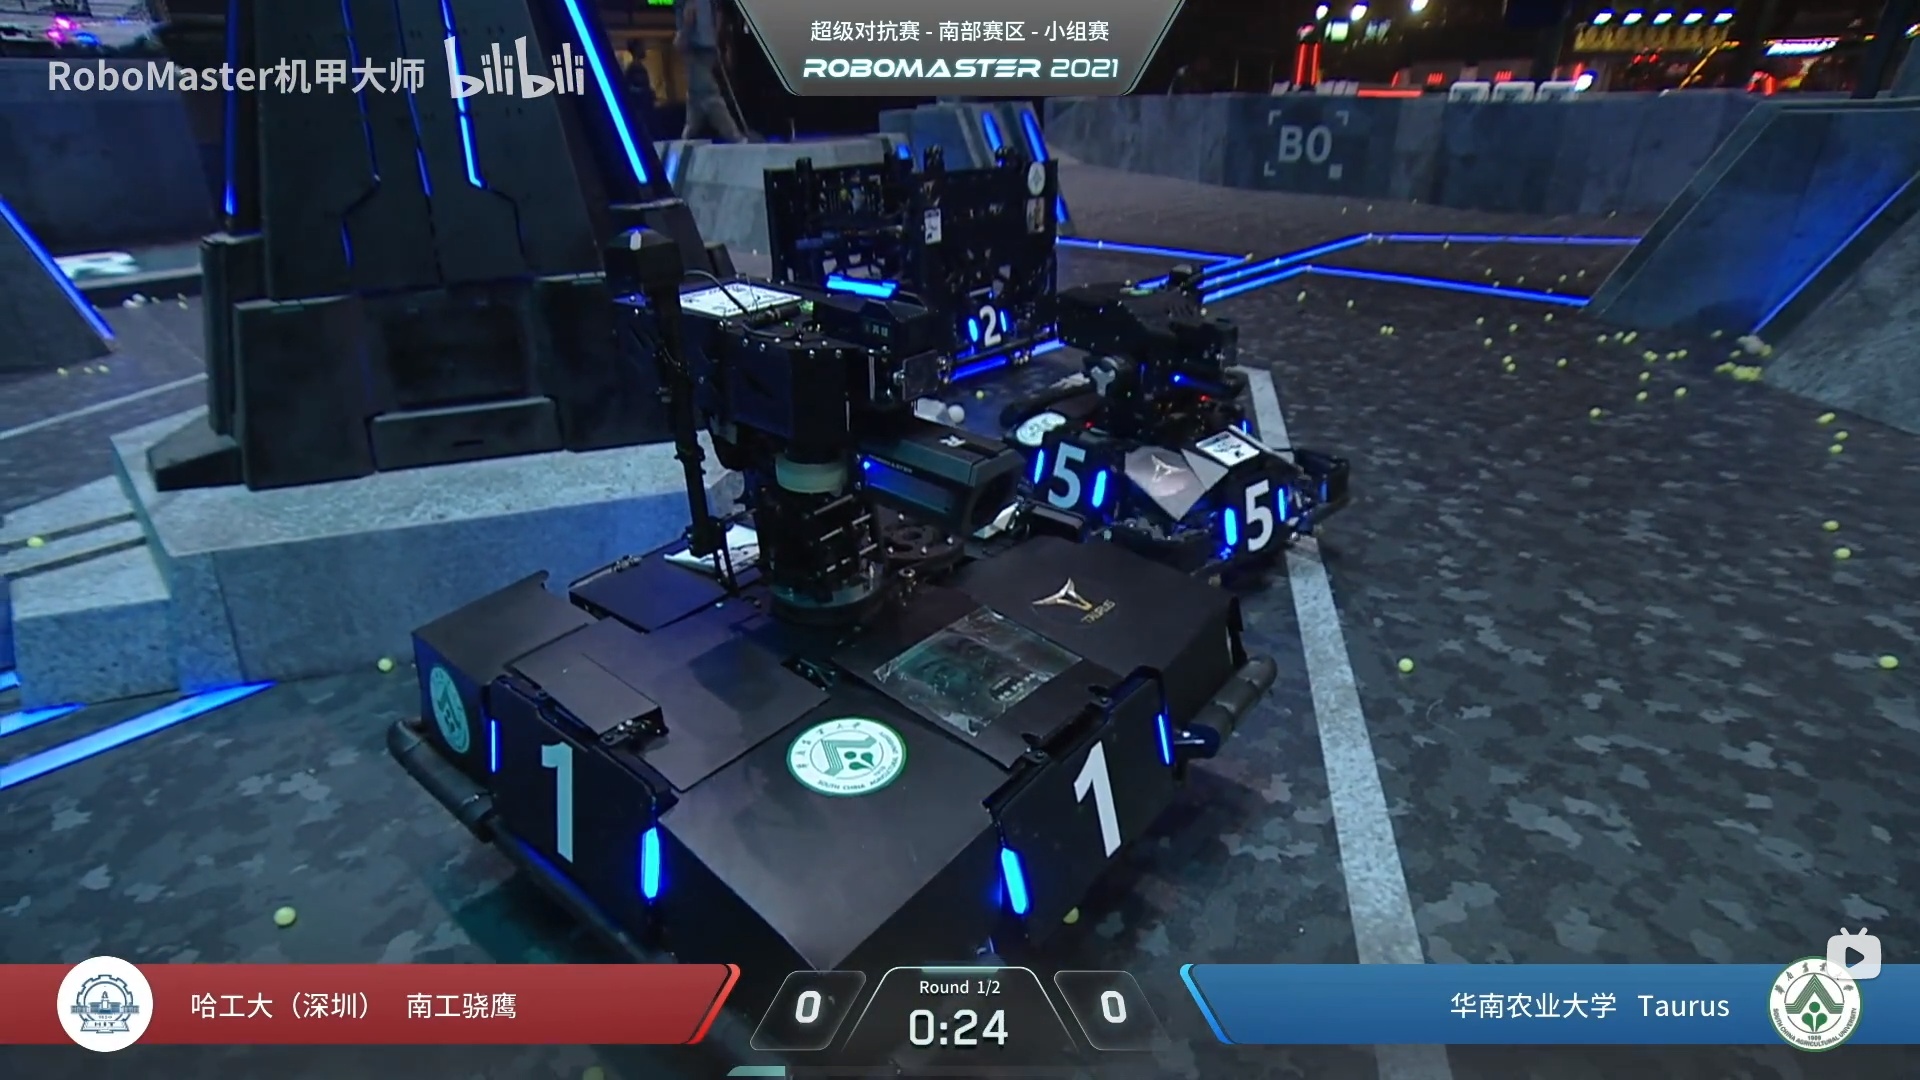 超级对抗赛 - 南部赛区 - 小组赛
ROBOMASTER 2021
RoboMaster机甲大师 bilibili
B0
2
5
5
TAURUS
1
1
哈工大（深圳） 南工骁鹰
0
Round 1/2
0:24
0
华南农业大学 Taurus